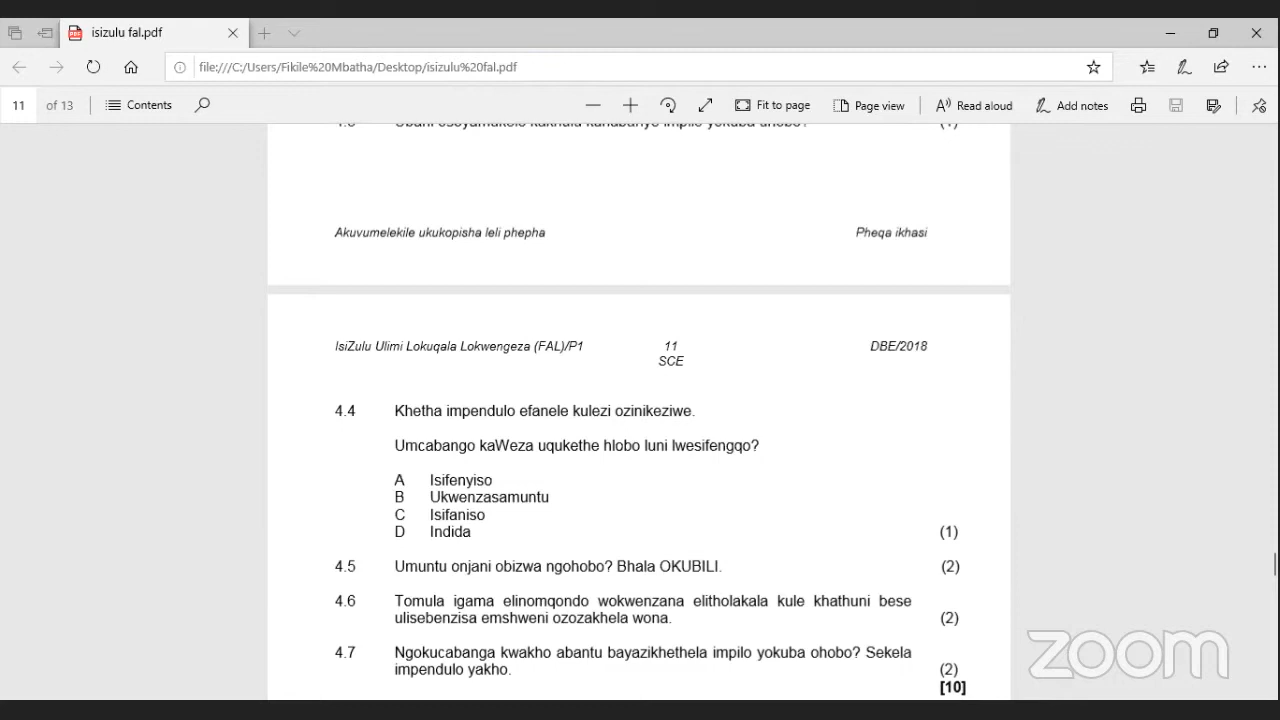 isizulu fal.pdf
file:///C:/Users/Fikile%20Mbatha/Desktop/isizulu%20fal.pdf
11 of 13 Contents Fit to page Page view Read aloud Add notes
Akuvumelekile ukukopisha leli phepha Pheqa ikhasi
IsiZulu Ulimi Lokuqala Lokwengeza (FAL)/P1 11 DBE/2018
SCE
4.4 Khetha impendulo efanele kulezi ozinikeziwe.
Umcabango kaWeza uqukethe hlobo luni lwesifengqo?
A Isifenyiso
B Ukwenzasamuntu
C Isifaniso
D Indida (1)
4.5 Umuntu onjani obizwa ngohobo? Bhala OKUBILI. (2)
4.6 Tomula igama elinomqondo wokwenzana elitholakala kule khathuni bese
ulisebenzisa emshweni ozozakhela wona. (2)
4.7 Ngokucabanga kwakho abantu bayazikhethela impilo yokuba ohobo? Sekela
impendulo yakho. (2)
[10]
zoom